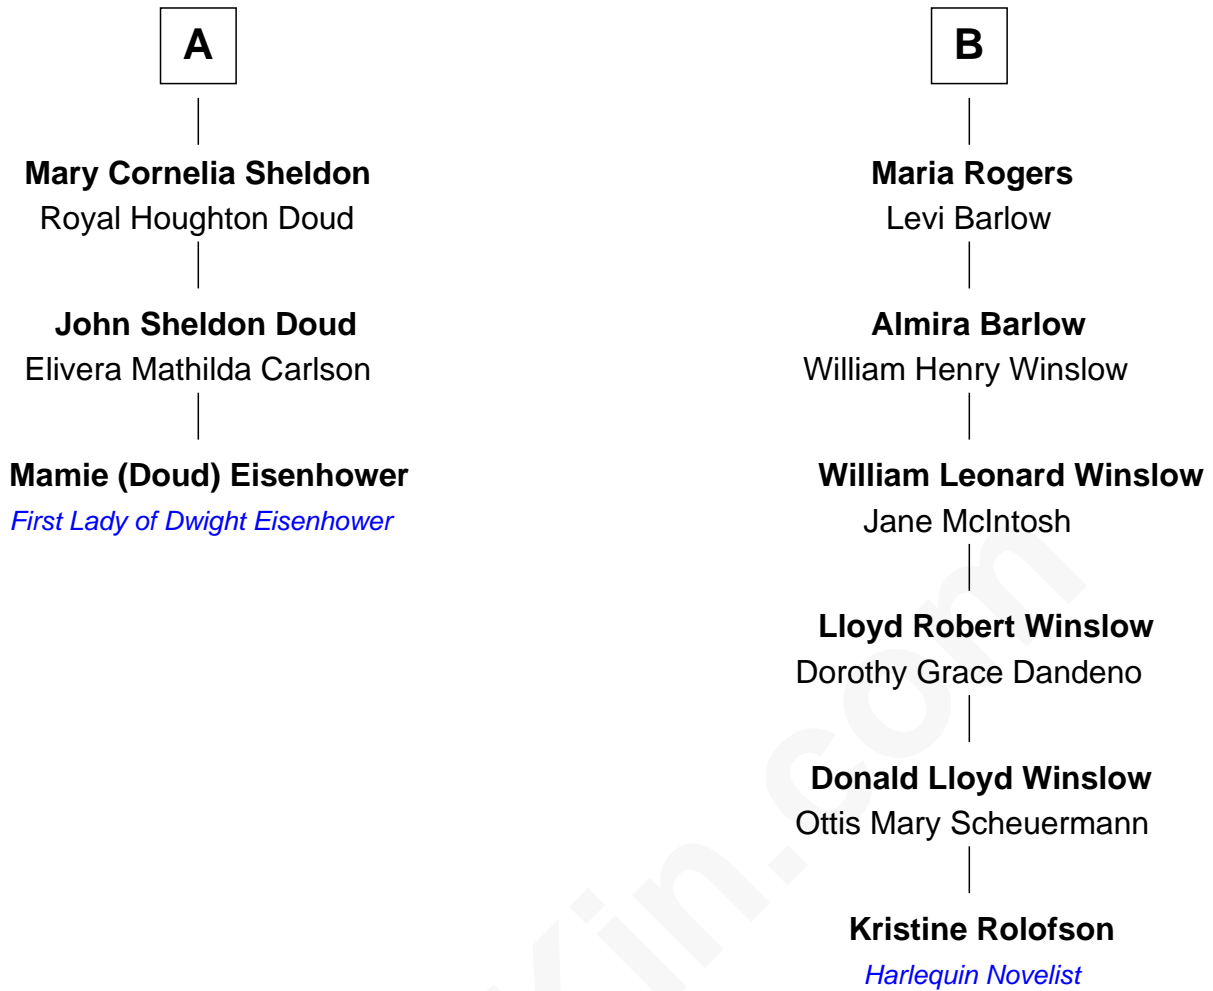 A
Mary Cornelia Sheldon
Royal Houghton Doud
John Sheldon Doud
Elivera Mathilda Carlson
Mamie (Doud) Eisenhower
First Lady of Dwight Eisenhower
B
Maria Rogers
Levi Barlow
Almira Barlow
William Henry Winslow
William Leonard Winslow
Jane McIntosh
Lloyd Robert Winslow
Dorothy Grace Dandeno
Donald Lloyd Winslow
Ottis Mary Scheuermann
Kristine Rolofson
Harlequin Novelist
Kin.com